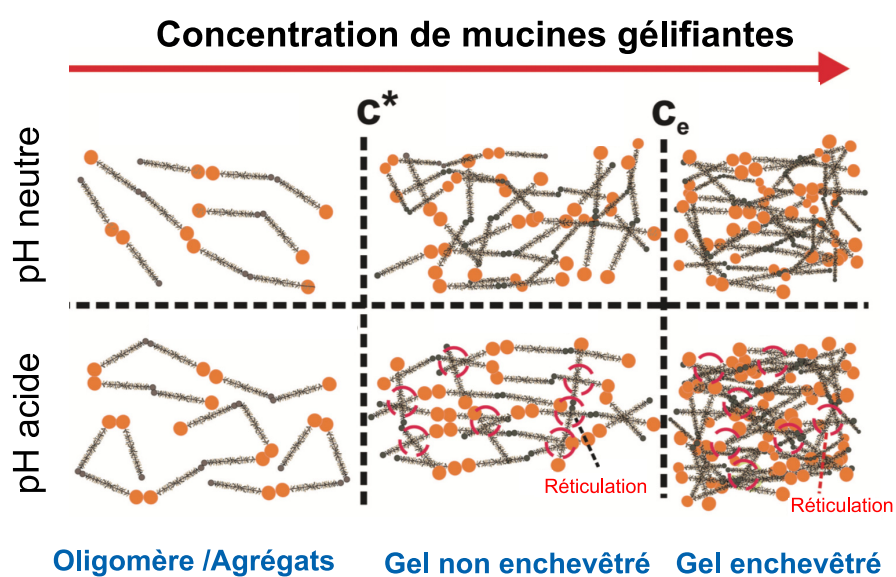 Concentration de mucines gélifiantes
C*
Ce
pH neutre
pH acide
Réticulation
Réticulation
Oligomère /Agrégats
Gel non enchevêtré
Gel enchevêtré